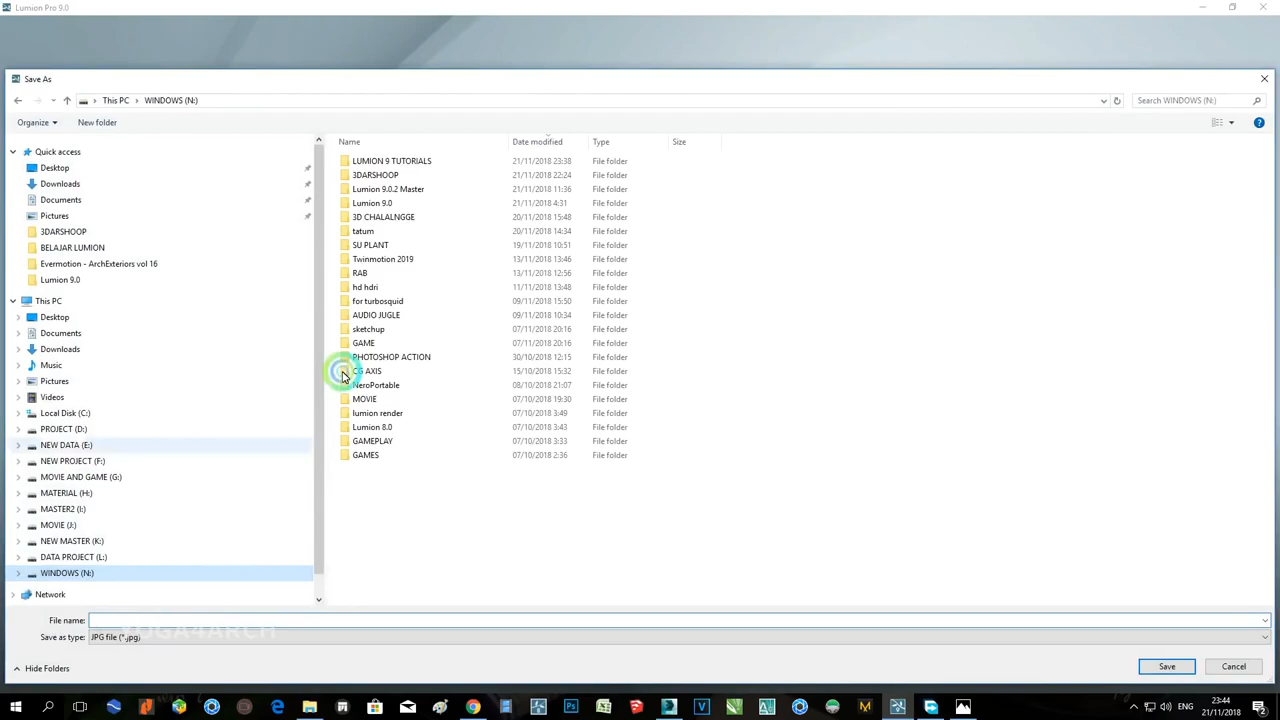 Lumion Pro 9.0
Save As
This PC WINDOWS (N:)
Search WINDOWS (N:)
Organize
New folder
Name Date modified Type Size
Quick access
Desktop
Downloads
Documents
Pictures
3DARSHOOP
BELAJAR LUMION
Evermotion - ArchExteriors vol 16
Lumion 9.0
This PC
Desktop
Documents
Downloads
Music
Pictures
Videos
Local Disk (C:)
PROJECT (D:)
NEW DATA (E:)
NEW PROJECT (F:)
MOVIE AND GAME (G:)
MATERIAL (H:)
MASTER2 (I:)
MOVIE (J:)
NEW MASTER (K:)
DATA PROJECT (L:)
WINDOWS (N:)
Network
LUMION 9 TUTORIALS 21/11/2018 23:38 File folder
3DARSHOOP 21/11/2018 22:24 File folder
Lumion 9.0.2 Master 21/11/2018 11:36 File folder
Lumion 9.0 21/11/2018 4:31 File folder
3D CHALALNGGE 20/11/2018 15:48 File folder
tatum 20/11/2018 14:34 File folder
SU PLANT 19/11/2018 10:51 File folder
Twinmotion 2019 13/11/2018 13:46 File folder
RAB 13/11/2018 12:56 File folder
hd hdri 11/11/2018 13:48 File folder
for turbosquid 09/11/2018 15:50 File folder
AUDIO JUGLE 09/11/2018 10:34 File folder
sketchup 07/11/2018 20:16 File folder
GAME 07/11/2018 20:16 File folder
PHOTOSHOP ACTION 30/10/2018 12:15 File folder
CG AXIS 15/10/2018 15:32 File folder
NeroPortable 08/10/2018 21:07 File folder
MOVIE 07/10/2018 19:30 File folder
lumion render 07/10/2018 3:49 File folder
Lumion 8.0 07/10/2018 3:43 File folder
GAMEPLAY 07/10/2018 3:33 File folder
GAMES 07/10/2018 2:36 File folder
File name:
YOGA4ARCH
Save as type: JPG file (*.jpg)
Hide Folders
Save
Cancel
ENG
23:44
21/11/2018
2